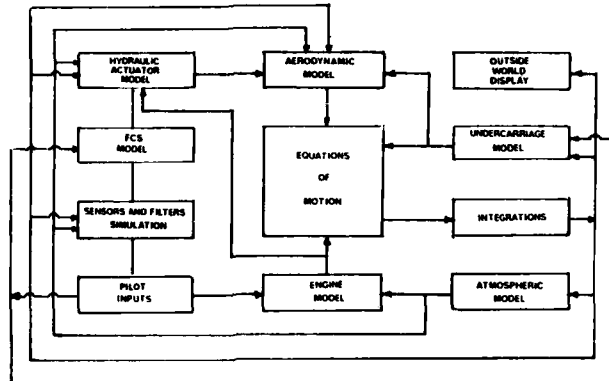 HYDRAULIC
ACTUATOR
MODEL
AERODYNAMIC
MODEL
OUTSIDE
WORLD
DISPLAY
FCS
MODEL
EQUATIONS
OF
MOTION
UNDERCARRIAGE
MODEL
SENSORS AND FILTERS
SIMULATION
INTEGRATIONS
PILOT
INPUTS
ENGINE
MODEL
ATMOSPHERIC
MODEL